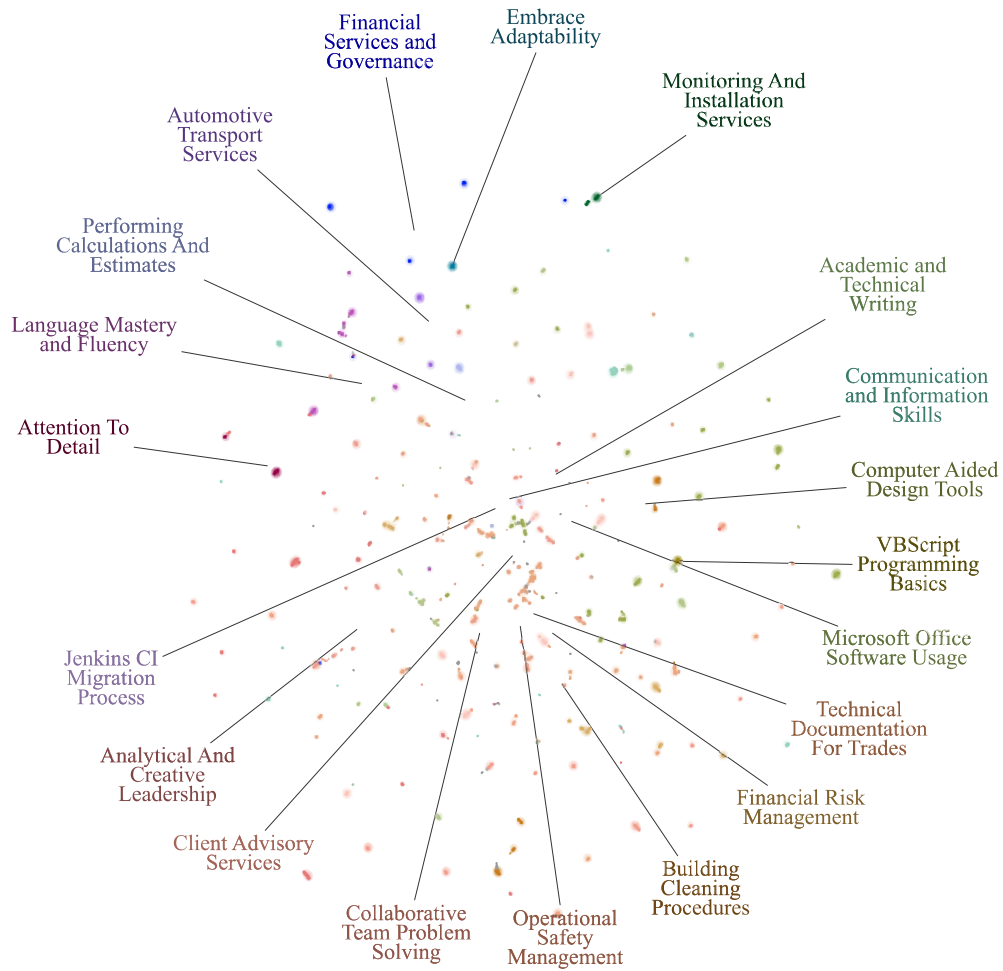 Financial
Services and
Governance
Embrace
Adaptability
Monitoring And
Installation
Services
Automotive
Transport
Services
Performing
Calculations And
Estimates
Language Mastery
and Fluency
Attention To
Detail
Academic and
Technical
Writing
Communication
and Information
Skills
Computer Aided
Design Tools
VBScript
Programming
Basics
Microsoft Office
Software Usage
Jenkins CI
Migration
Process
Technical
Documentation
For Trades
Analytical And
Creative
Leadership
Financial Risk
Management
Client Advisory
Services
Building
Cleaning
Procedures
Collaborative
Team Problem
Solving
Operational
Safety
Management